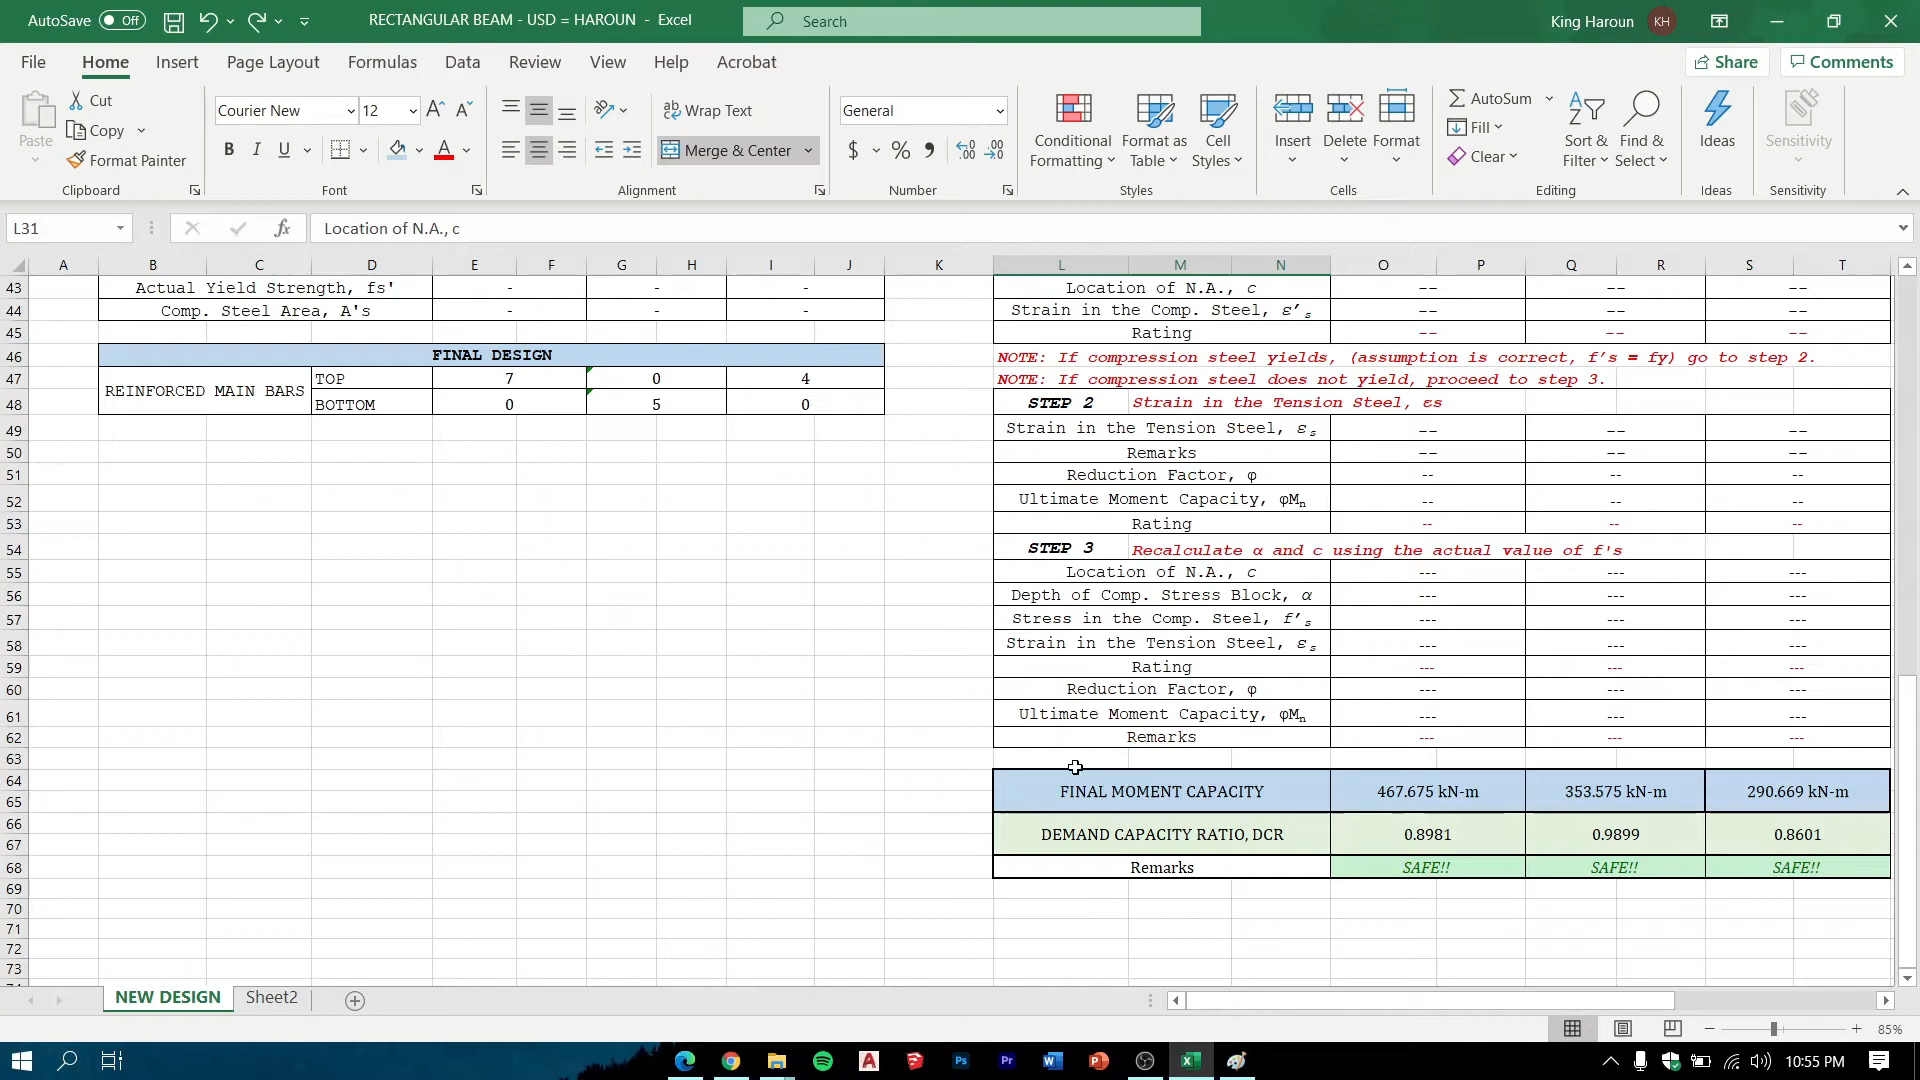 AutoSave Off RECTANGULAR BEAM - USD = HAROUN - Excel Search King Haroun KH
File Home Insert Page Layout Formulas Data Review View Help Acrobat Share Comments
Paste Cut Copy Format Painter Clipboard
Courier New 12 B I U A Font
Wrap Text Merge & Center Alignment
General $ % Number
Conditional Formatting Format as Table Cell Styles Styles
Insert Delete Format Cells
AutoSum Fill Clear Sort & Filter Find & Select Editing
Ideas Ideas
Sensitivity Sensitivity
L31 fx Location of N.A., c
A B C D E F G H I J K L M N O P Q R S T
43 Actual Yield Strength, fs' - - - Location of N.A., c -- -- --
44 Comp. Steel Area, A's - - - Strain in the Comp. Steel, ε’s -- -- --
45 Rating -- -- --
46 FINAL DESIGN NOTE: If compression steel yields, (assumption is correct, f’s = fy) go to step 2.
47 REINFORCED MAIN BARS TOP 7 0 4 NOTE: If compression steel does not yield, proceed to step 3.
48 BOTTOM 0 5 0 STEP 2 Strain in the Tension Steel, εs
49 Strain in the Tension Steel, εs -- -- --
50 Remarks -- -- --
51 Reduction Factor, φ -- -- --
52 Ultimate Moment Capacity, φMn -- -- --
53 Rating -- -- --
54 STEP 3 Recalculate α and c using the actual value of f's
55 Location of N.A., c --- --- ---
56 Depth of Comp. Stress Block, α --- --- ---
57 Stress in the Comp. Steel, f’s --- --- ---
58 Strain in the Tension Steel, εs --- --- ---
59 Rating --- --- ---
60 Reduction Factor, φ --- --- ---
61 Ultimate Moment Capacity, φMn --- --- ---
62 Remarks --- --- ---
63
64 FINAL MOMENT CAPACITY 467.675 kN-m 353.575 kN-m 290.669 kN-m
65
66 DEMAND CAPACITY RATIO, DCR 0.8981 0.9899 0.8601
67
68 Remarks SAFE!! SAFE!! SAFE!!
69
70
71
72
73
NEW DESIGN Sheet2
85%
10:55 PM